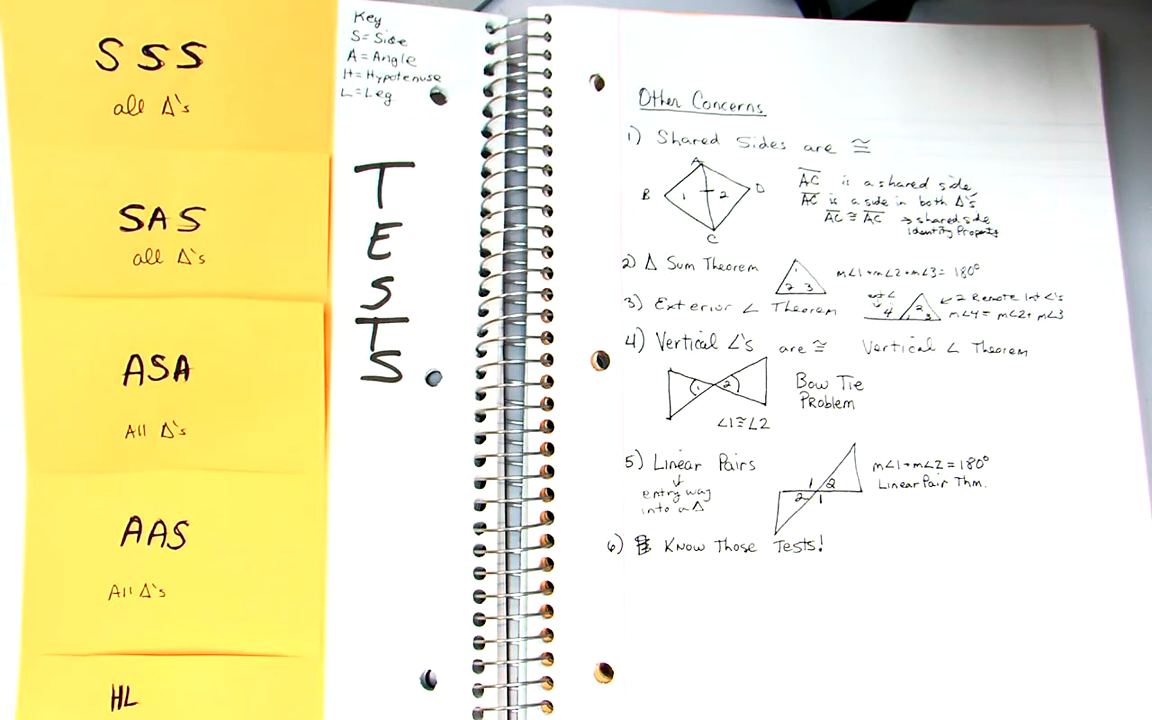 SSS
all Δ's
SAS
all Δ's
ASA
All Δ's
AAS
All Δ's
HL
Key
S = Side
A = Angle
H = Hypotenuse
L = Leg
TESTS
Other Concerns
1) Shared Sides are ≅
A
B
1
2
D
C
AC is a shared side
AC is a side in both Δ's
AC ≅ AC → shared side
Identity Property
2) Δ Sum Theorem
1
2 3
m∠1+m∠2+m∠3 = 180°
3) Exterior ∠ Theorem
ext ∠
4
1
2
3
2 Remote Int ∠'s
m∠4 = m∠2+m∠3
4) Vertical ∠'s are ≅ Vertical ∠ Theorem
1
2
Bow Tie
Problem
∠1≅∠2
5) Linear Pairs
entry way
into a Δ
1 2
2 1
m∠1+m∠2=180°
Linear Pair Thm.
6) Know Those Tests!